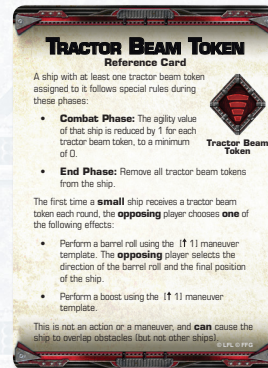 TRACTOR BEAM TOKEN
Reference Card
A ship with at least one tractor beam token
assigned to it follows special rules during
these phases:
• Combat Phase: The agility value
of that ship is reduced by 1 for each
tractor beam token, to a minimum
of 0.
Tractor Beam
Token
• End Phase: Remove all tractor beam tokens
from the ship.
The first time a small ship receives a tractor
beam token each round, the opposing player chooses one of
the following effects:
• Perform a barrel roll using the (↑ 1) maneuver
template. The opposing player selects the
direction of the barrel roll and the final position
of the ship.
• Perform a boost using the (↑ 1) maneuver
template.
This is not an action or a maneuver, and can cause the
ship to overlap obstacles (but not other ships).
© LFL © FFG